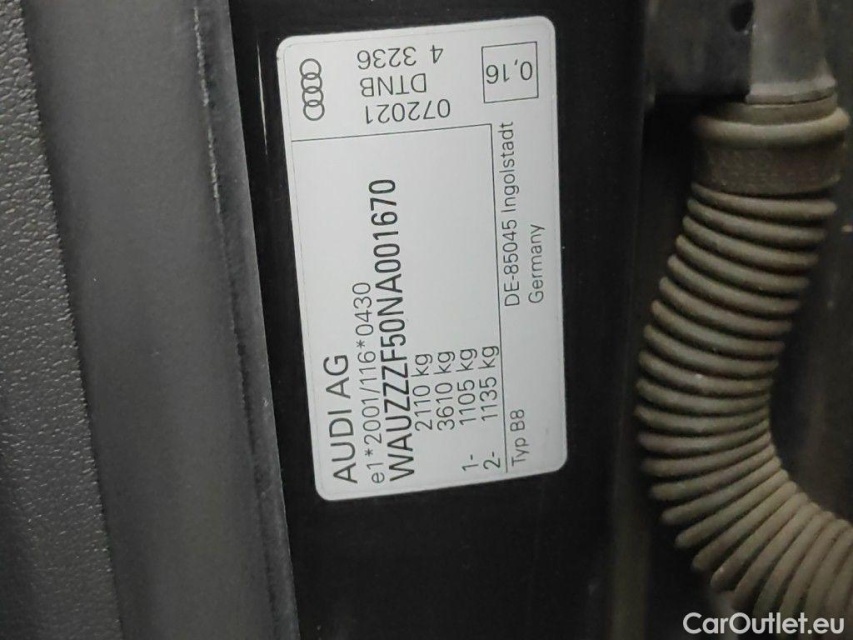 AUDI AG
e1*2001/116*0430
WAUZZZF50NA001670
2110 kg
3610 kg
1- 1105 kg
2- 1135 kg
Typ B8
DE-85045 Ingolstadt
Germany
072021
DTNB
4 3236
0,16
CarOutlet.eu